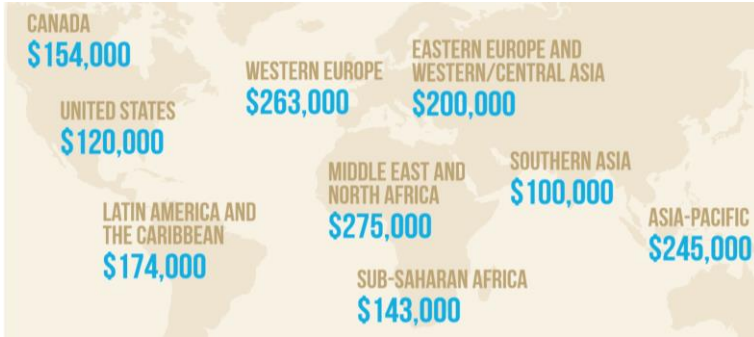 CANADA
$154,000
WESTERN EUROPE
$263,000
EASTERN EUROPE AND
WESTERN/CENTRAL ASIA
$200,000
UNITED STATES
$120,000
MIDDLE EAST AND
NORTH AFRICA
$275,000
SOUTHERN ASIA
$100,000
LATIN AMERICA AND
THE CARIBBEAN
$174,000
ASIA-PACIFIC
$245,000
SUB-SAHARAN AFRICA
$143,000